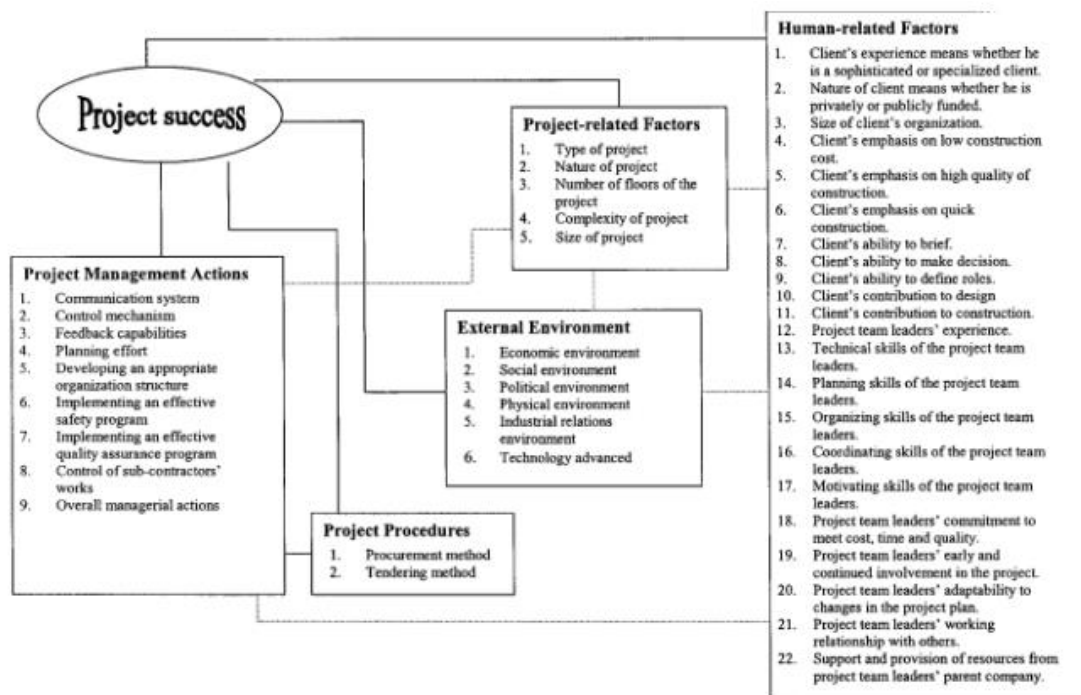 Project success
Project Management Actions
1. Communication system
2. Control mechanism
3. Feedback capabilities
4. Planning effort
5. Developing an appropriate
organization structure
6. Implementing an effective
safety program
7. Implementing an effective
quality assurance program
8. Control of sub-contractors'
works
9. Overall managerial actions
Project-related Factors
1. Type of project
2. Nature of project
3. Number of floors of the
project
4. Complexity of project
5. Size of project
External Environment
1. Economic environment
2. Social environment
3. Political environment
4. Physical environment
5. Industrial relations
environment
6. Technology advanced
Project Procedures
1. Procurement method
2. Tendering method
Human-related Factors
1. Client's experience means whether he
is a sophisticated or specialized client.
2. Nature of client means whether he is
privately or publicly funded.
3. Size of client's organization.
4. Client's emphasis on low construction
cost.
5. Client's emphasis on high quality of
construction.
6. Client's emphasis on quick
construction.
7. Client's ability to brief.
8. Client's ability to make decision.
9. Client's ability to define roles.
10. Client's contribution to design
11. Client's contribution to construction.
12. Project team leaders' experience.
13. Technical skills of the project team
leaders.
14. Planning skills of the project team
leaders.
15. Organizing skills of the project team
leaders.
16. Coordinating skills of the project team
leaders.
17. Motivating skills of the project team
leaders.
18. Project team leaders' commitment to
meet cost, time and quality.
19. Project team leaders' early and
continued involvement in the project.
20. Project team leaders' adaptability to
changes in the project plan.
21. Project team leaders' working
relationship with others.
22. Support and provision of resources from
project team leaders' parent company.